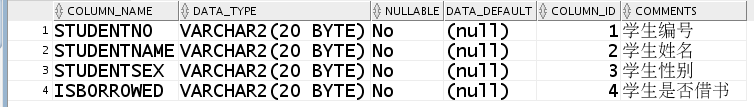 COLUMN_NAME DATA_TYPE NULLABLE DATA_DEFAULT COLUMN_ID COMMENTS
1 STUDENTNO VARCHAR2(20 BYTE) No (null) 1 学生编号
2 STUDENTNAME VARCHAR2(20 BYTE) No (null) 2 学生姓名
3 STUDENTSEX VARCHAR2(20 BYTE) No (null) 3 学生性别
4 ISBORROWED VARCHAR2(20 BYTE) No (null) 4 学生是否借书